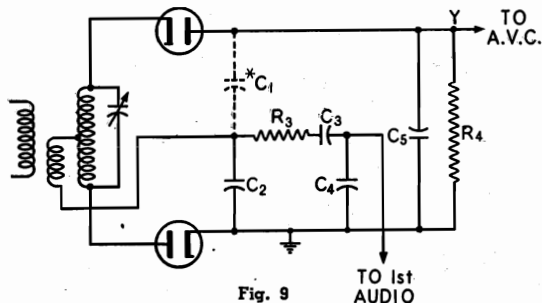 Y
TO
A.V.C.
*C1
R3
C3
C5
R4
C2
C4
TO 1st
AUDIO
Fig. 9